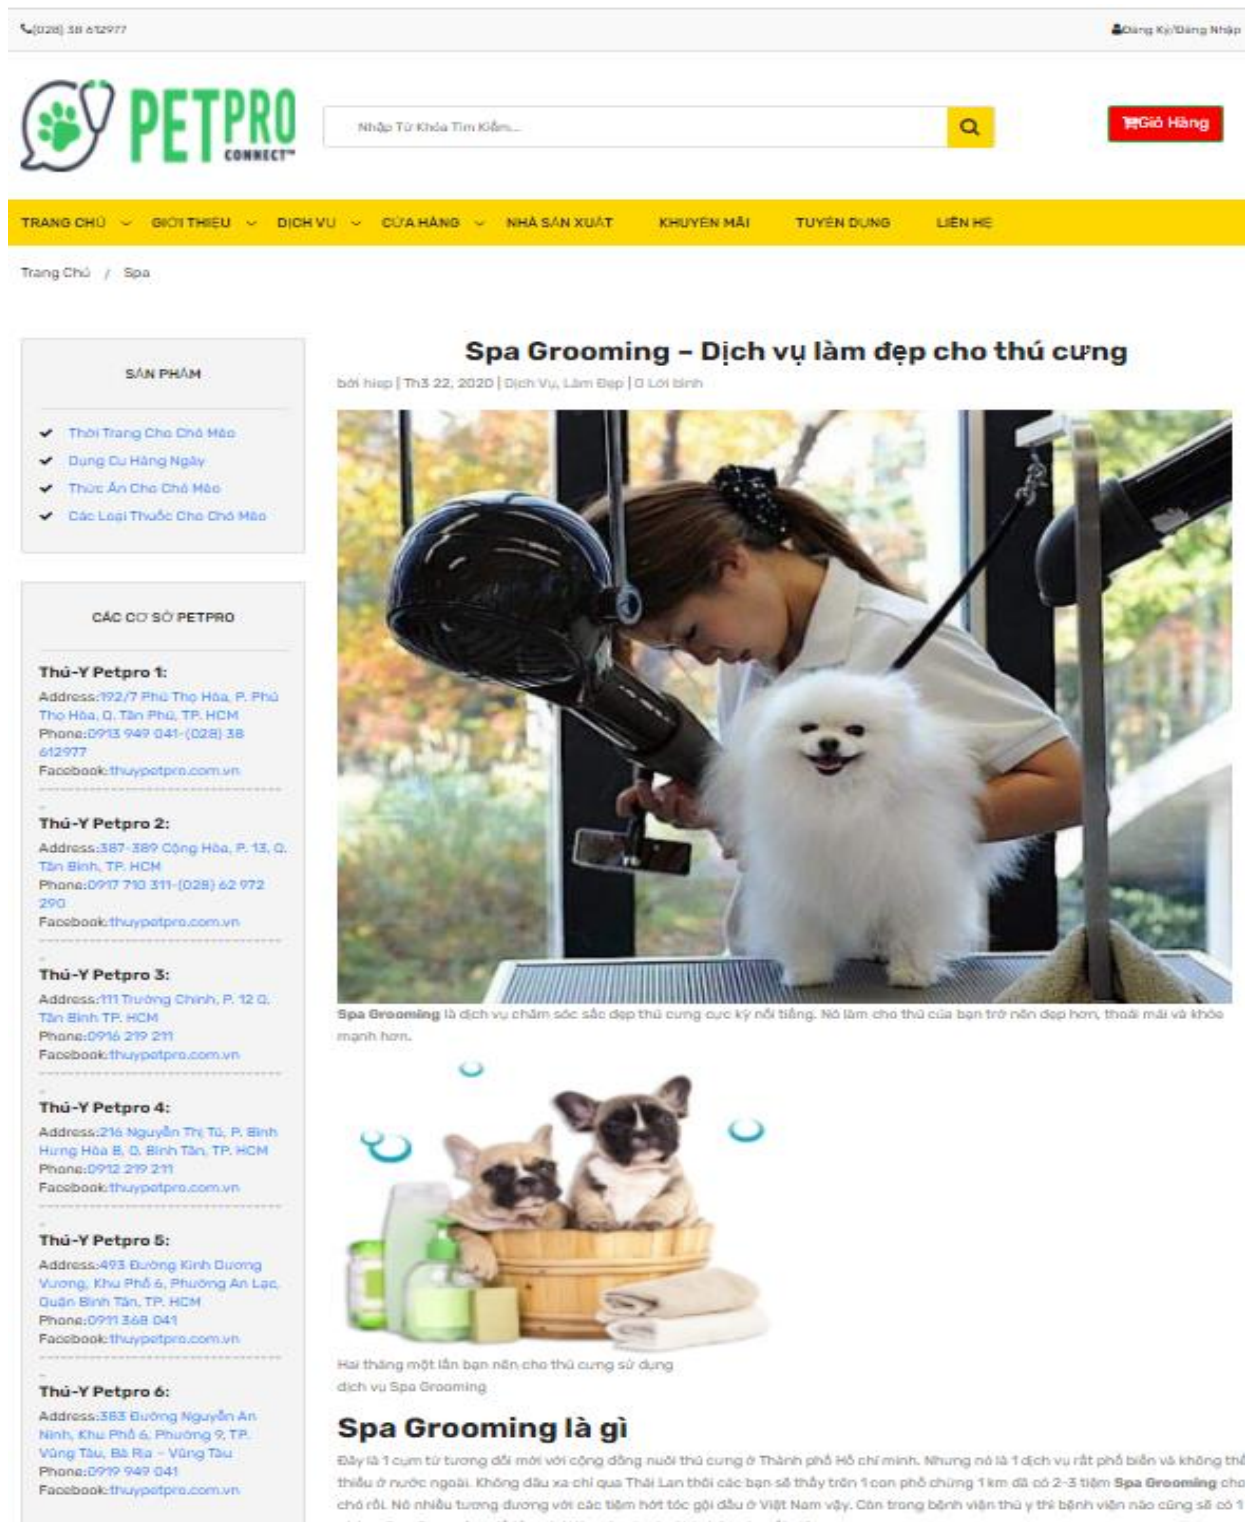 (028) 38 612977
Đăng Ký/Đăng Nhập
PETPRO
CONNECT™
Nhập Từ Khóa Tìm Kiếm...
Giỏ Hàng
TRANG CHỦ
GIỚI THIỆU
DỊCH VỤ
CỬA HÀNG
NHÀ SẢN XUẤT
KHUYẾN MÃI
TUYỂN DỤNG
LIÊN HỆ
Trang Chủ / Spa
SẢN PHẨM
Thời Trang Cho Chó Mèo
Dụng Cụ Hàng Ngày
Thức Ăn Cho Chó Mèo
Các Loại Thuốc Cho Chó Mèo
CÁC CƠ SỞ PETPRO
Thú-Y Petpro 1:
Address:192/7 Phú Thọ Hòa, P. Phú
Thọ Hòa, Q. Tân Phú, TP. HCM
Phone:0913 949 041-(028) 38
612977
Facebook:thuypetpro.com.vn
Thú-Y Petpro 2:
Address:387-389 Cộng Hòa, P. 13, Q.
Tân Bình, TP. HCM
Phone:0917 710 311-(028) 62 972
290
Facebook:thuypetpro.com.vn
Thú-Y Petpro 3:
Address:111 Trường Chinh, P. 12 Q.
Tân Bình TP. HCM
Phone:0916 219 211
Facebook:thuypetpro.com.vn
Thú-Y Petpro 4:
Address:216 Nguyễn Thị Tú, P. Bình
Hưng Hòa B, Q. Bình Tân, TP. HCM
Phone:0912 219 211
Facebook:thuypetpro.com.vn
Thú-Y Petpro 5:
Address:493 Đường Kinh Dương
Vương, Khu Phố 6, Phường An Lạc,
Quận Bình Tân, TP. HCM
Phone:0911 368 041
Facebook:thuypetpro.com.vn
Thú-Y Petpro 6:
Address:383 Đường Nguyễn An
Ninh, Khu Phố 6, Phường 9, TP.
Vũng Tàu, Bà Rịa – Vũng Tàu
Phone:0919 949 041
Facebook:thuypetpro.com.vn
Spa Grooming – Dịch vụ làm đẹp cho thú cưng
bởi hiep | Th3 22, 2020 | Dịch Vụ, Làm Đẹp | 0 Lời bình
Spa Grooming là dịch vụ chăm sóc sắc đẹp thú cưng cực kỳ nổi tiếng. Nó làm cho thú của bạn trở nên đẹp hơn, thoải mái và khỏe
mạnh hơn.
Hai tháng một lần bạn nên cho thú cưng sử dụng
dịch vụ Spa Grooming
Spa Grooming là gì
Đây là 1 cụm từ tương đối mới với cộng đồng nuôi thú cưng ở Thành phố Hồ chí minh. Nhưng nó là 1 dịch vụ rất phổ biến và không thể
thiếu ở nước ngoài. Không đâu xa chỉ qua Thái Lan thôi các bạn sẽ thấy trên 1 con phố chừng 1 km đã có 2-3 tiệm Spa Grooming cho
chó rồi. Nó nhiều tương đương với các tiệm hớt tóc gội đầu ở Việt Nam vậy. Còn trong bệnh viện thú y thì bệnh viện nào cũng sẽ có 1